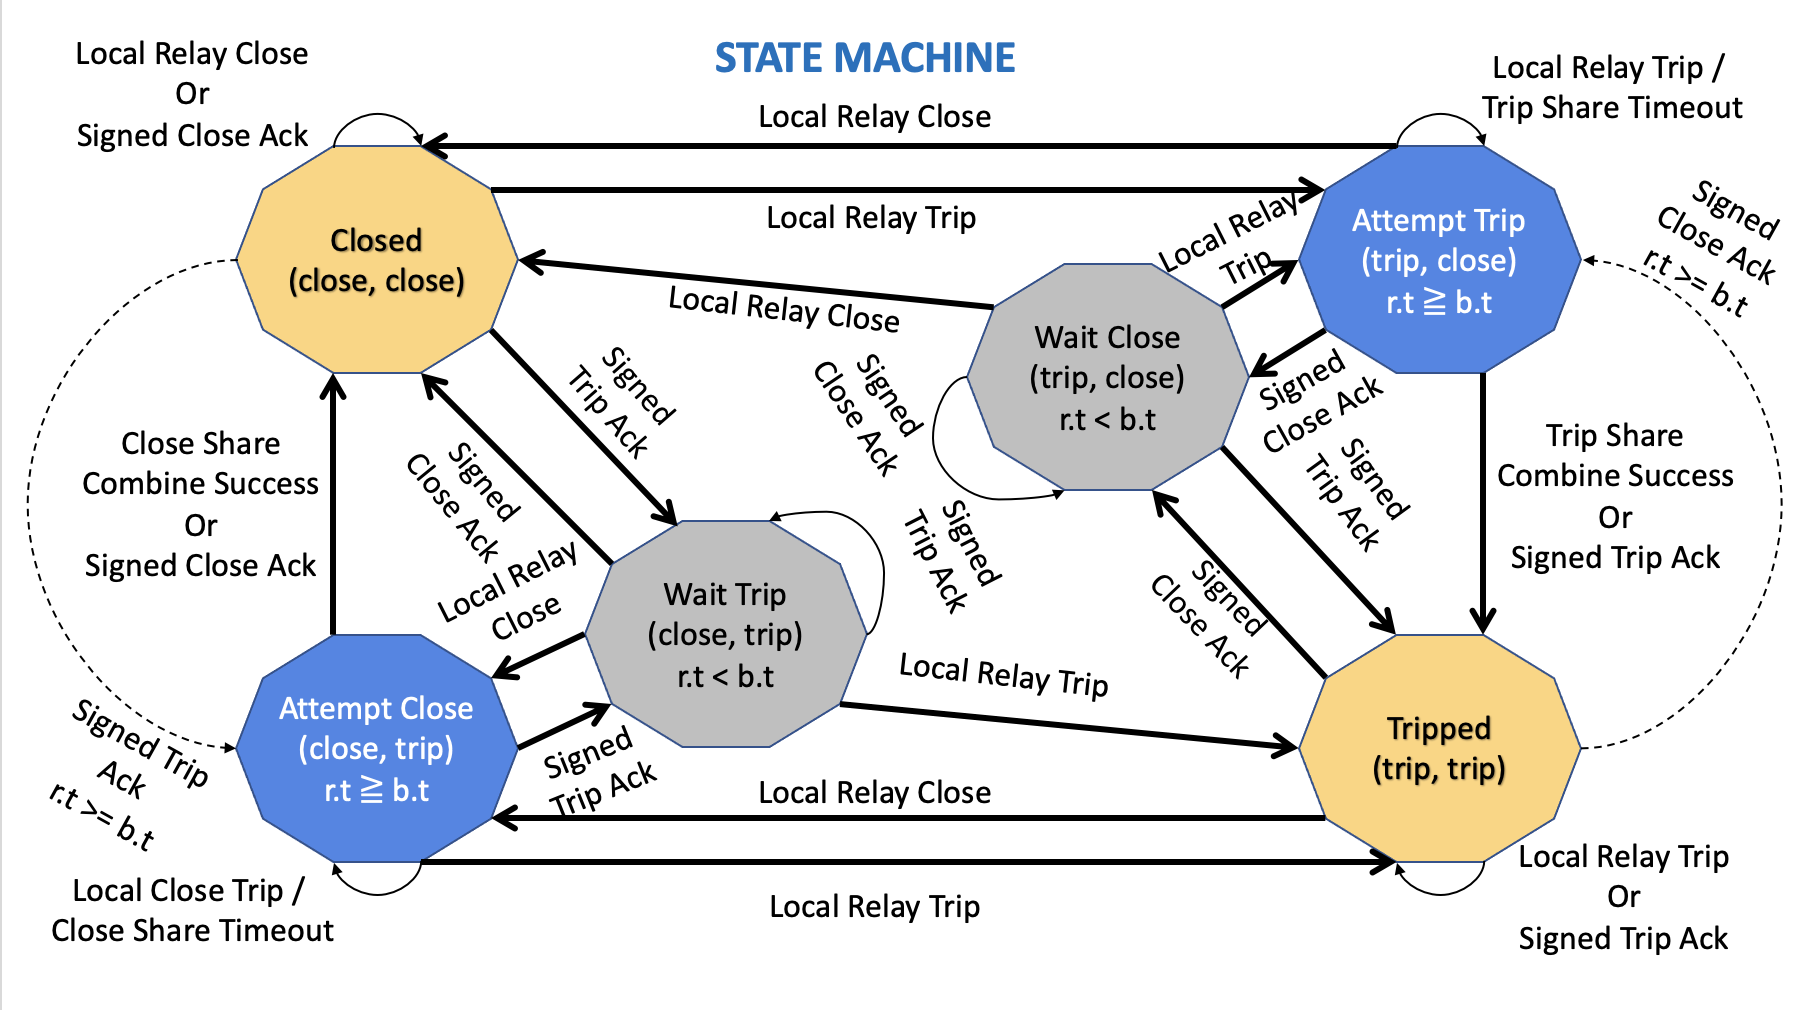 STATE MACHINE
Local Relay Close
Or
Signed Close Ack
Local Relay Close
Local Relay Trip /
Trip Share Timeout
Local Relay Trip
Closed
(close, close)
Local Relay Close
Local Relay
Trip
Attempt Trip
(trip, close)
r.t ≧ b.t
Signed
Close Ack
r.t >= b.t
Wait Close
(trip, close)
r.t < b.t
Signed
Trip Ack
Signed
Close Ack
Signed
Close Ack
Close Share
Combine Success
Or
Signed Close Ack
Signed
Close Ack
Signed
Trip Ack
Signed
Trip Ack
Trip Share
Combine Success
Or
Signed Trip Ack
Local Relay
Close
Wait Trip
(close, trip)
r.t < b.t
Signed
Close Ack
Local Relay Trip
Signed Trip
Ack
r.t >= b.t
Attempt Close
(close, trip)
r.t ≧ b.t
Signed
Trip Ack
Local Relay Close
Tripped
(trip, trip)
Local Close Trip /
Close Share Timeout
Local Relay Trip
Local Relay Trip
Or
Signed Trip Ack